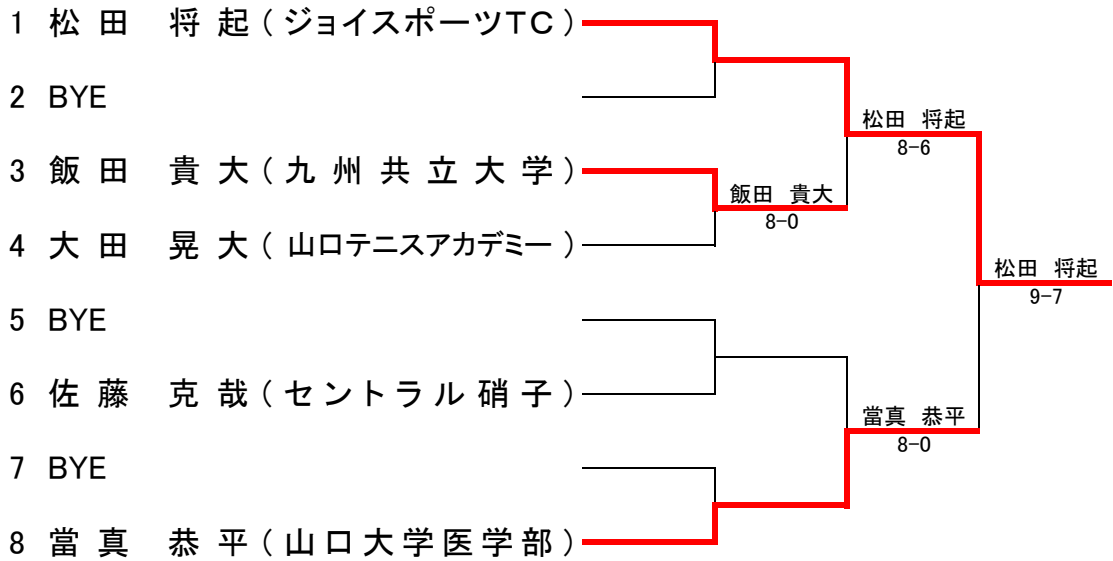 1 松田 将起(ジョイスポーツTC)
2 BYE
松田 将起
8-6
3 飯田 貴大(九州共立大学)
飯田 貴大
8-0
4 大田 晃大(山口テニスアカデミー)
松田 将起
9-7
5 BYE
6 佐藤 克哉(セントラル硝子)
當真 恭平
8-0
7 BYE
8 當真 恭平(山口大学医学部)